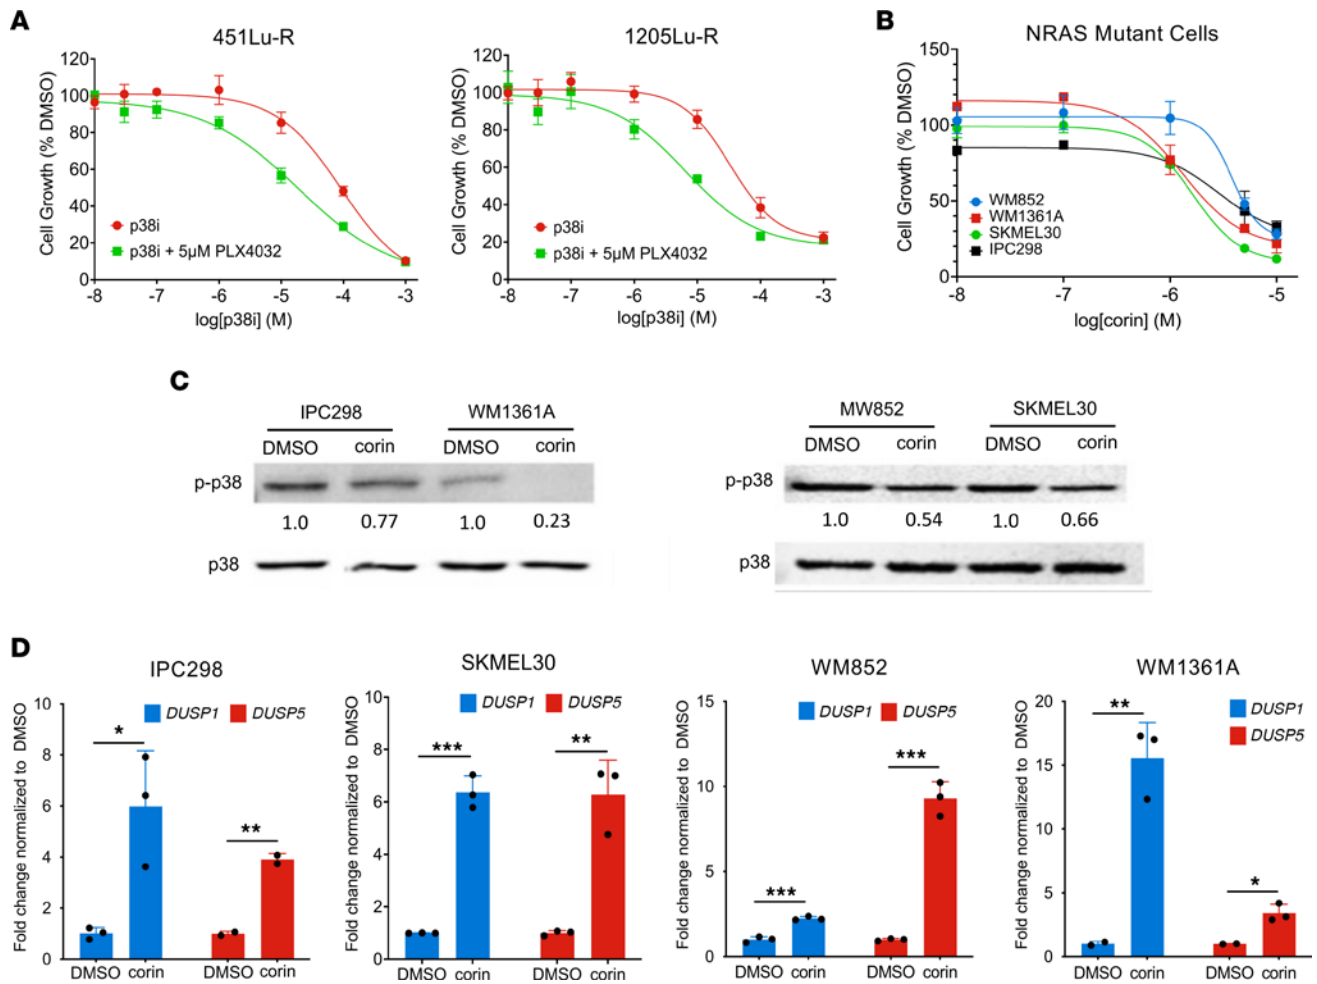 A
451Lu-R
Cell Growth (% DMSO)
120
100
80
60
40
20
0
p38i
p38i + 5µM PLX4032
-8 -7 -6 -5 -4 -3
log[p38i] (M)
1205Lu-R
Cell Growth (% DMSO)
120
100
80
60
40
20
0
p38i
p38i + 5µM PLX4032
-8 -7 -6 -5 -4 -3
log[p38i] (M)
B
NRAS Mutant Cells
Cell Growth (% DMSO)
150
100
50
0
WM852
WM1361A
SKMEL30
IPC298
-8 -7 -6 -5
log[corin] (M)
C
IPC298 WM1361A
DMSO corin DMSO corin
p-p38
1.0 0.77 1.0 0.23
p38
MW852 SKMEL30
DMSO corin DMSO corin
p-p38
1.0 0.54 1.0 0.66
p38
D
IPC298
Fold change normalized to DMSO
10
8
6
4
2
0
DUSP1 DUSP5
*
**
DMSO corin DMSO corin
SKMEL30
Fold change normalized to DMSO
10
8
6
4
2
0
DUSP1 DUSP5
***
**
DMSO corin DMSO corin
WM852
Fold change normalized to DMSO
15
10
5
0
DUSP1 DUSP5
***
***
DMSO corin DMSO corin
WM1361A
Fold change normalized to DMSO
20
15
10
5
0
DUSP1
DUSP5
**
*
DMSO corin DMSO corin